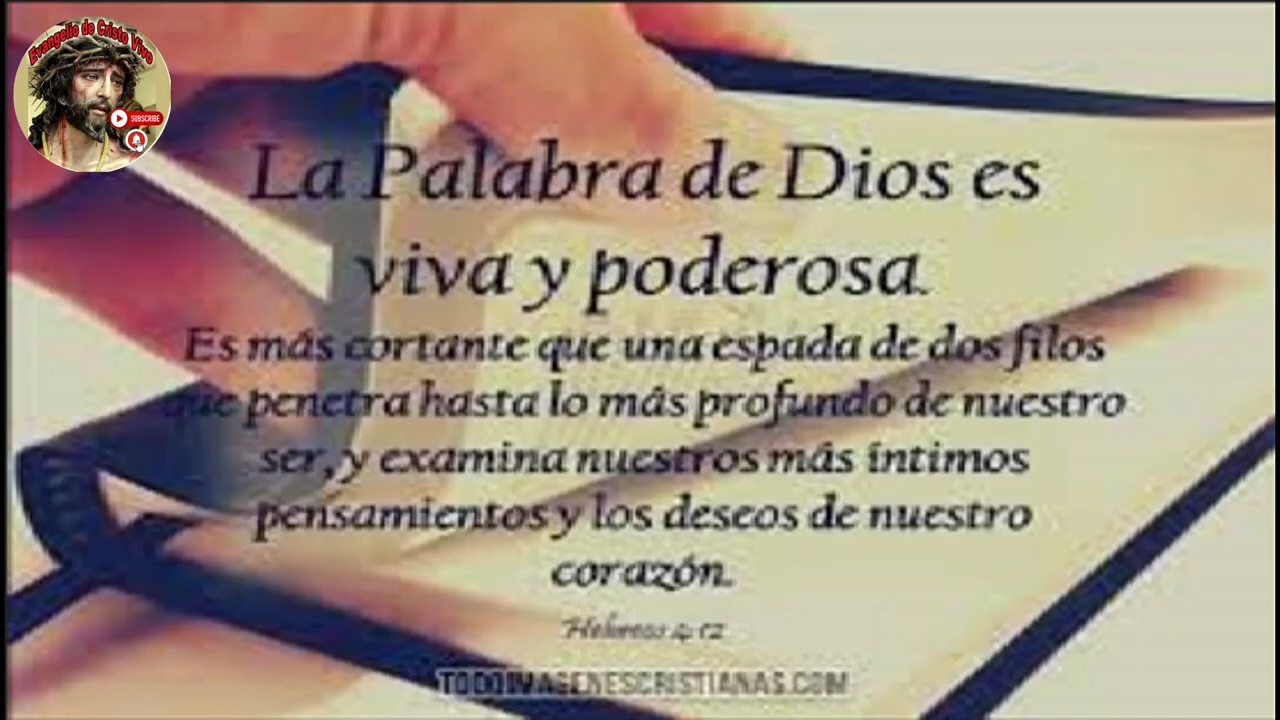 Evangelio de Cristo Vivo
SUBSCRIBE
La Palabra de Dios es
viva y poderosa.
Es más cortante que una espada de dos filos
que penetra hasta lo más profundo de nuestro
ser, y examina nuestros más íntimos
pensamientos y los deseos de nuestro
corazón.
Hebreos 4:12
TODOIMAGENESCRISTIANAS.COM